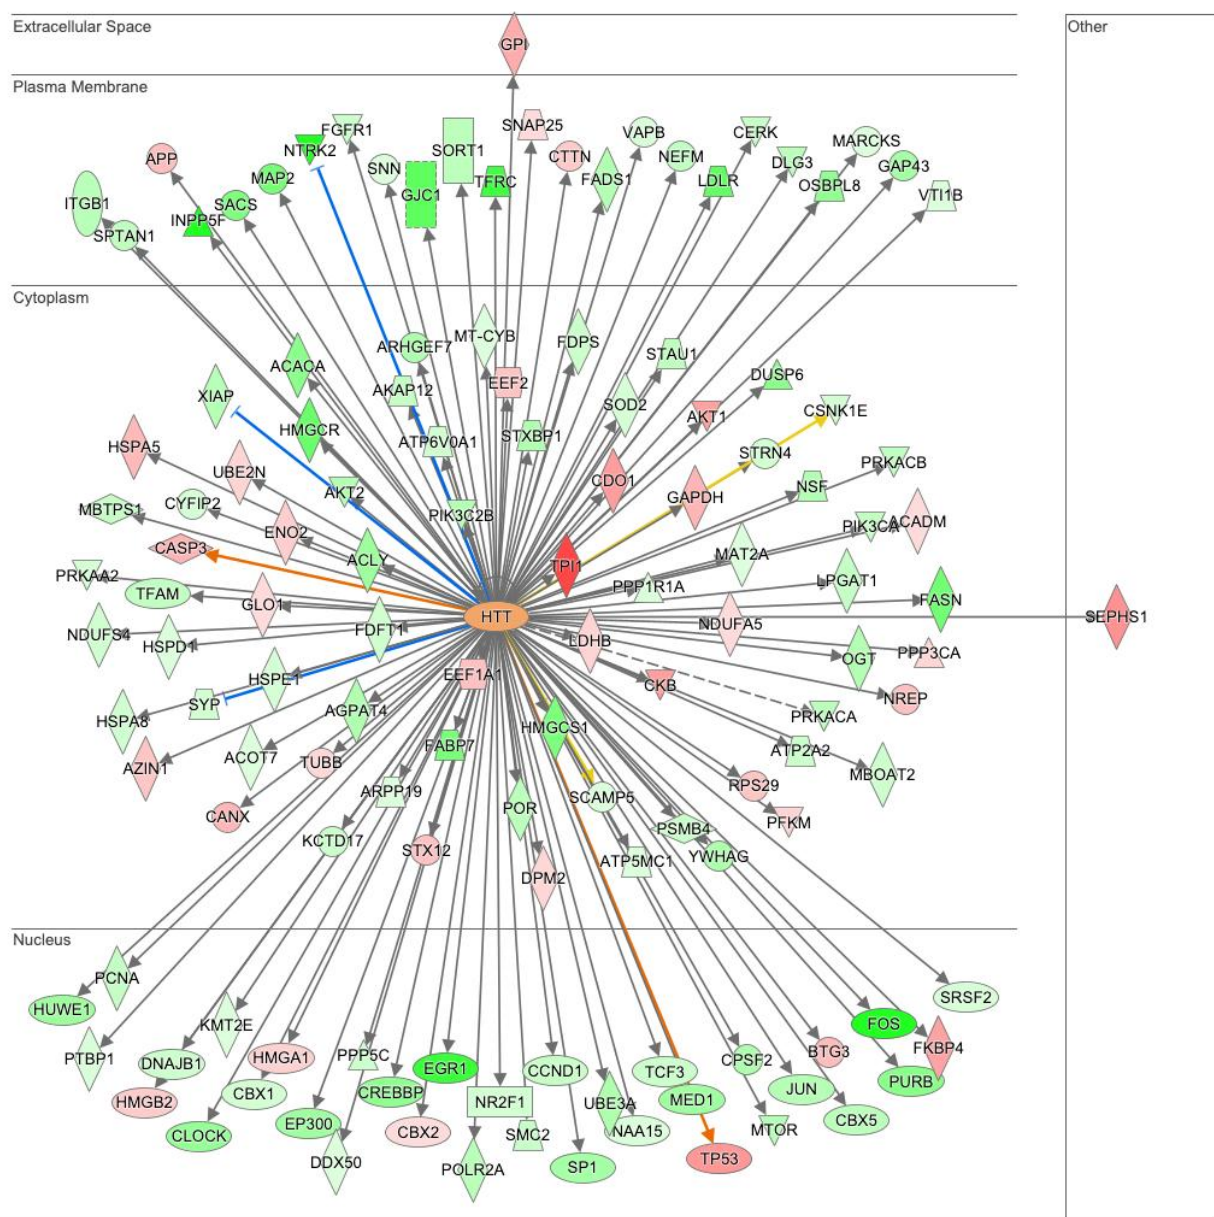 Extracellular Space
Other
GPI
Plasma Membrane
FGFR1
SNAP25
VAPB
CERK
MARCKS
NTRK2
SORT1
APP
SNN
CTTN
NEFM
DLG3
GAP43
MAP2
GJC1
TFRC
FADS1
LDLR
OSBPL8
ITGB1
SACS
VTI1B
INPP5F
SPTAN1
Cytoplasm
MT-CYB
ARHGEF7
FDPS
STAU1
ACACA
EEF2
DUSP6
XIAP
AKAP12
SOD2
AKT1
CSNK1E
HMGCR
ATP6V0A1
STXBP1
HSPA5
STRN4
PRKACB
UBE2N
CDO1
NSF
AKT2
GAPDH
MBTPS1
CYFIP2
PIK3C2B
PIK3CA
ACADM
ENO2
CASP3
ACLY
TPI1
MAT2A
PRKAA2
PPP1R1A
LPGAT1
TFAM
GLO1
FASN
HTT
SEPHS1
NDUFS4
HSPD1
FDFT1
LDHB
NDUFA5
OGT
PPP3CA
HSPE1
EEF1A1
CKB
SYP
NREP
HSPA8
AGPAT4
HMGCS1
PRKACA
FABP7
ATP2A2
AZIN1
ACOT7
TUBB
MBOAT2
ARPP19
SCAMP5
RPS29
CANX
POR
PFKM
KCTD17
PSMB4
STX12
ATP5MC1
YWHAG
DPM2
Nucleus
PCNA
SRSF2
HUWE1
KMT2E
FOS
PTBP1
DNAJB1
HMGA1
PPP5C
BTG3
FKBP4
EGR1
CCND1
TCF3
CPSF2
HMGB2
CBX1
CREBBP
NR2F1
UBE3A
MED1
JUN
PURB
CLOCK
EP300
CBX2
SMC2
NAA15
MTOR
CBX5
DDX50
POLR2A
SP1
TP53